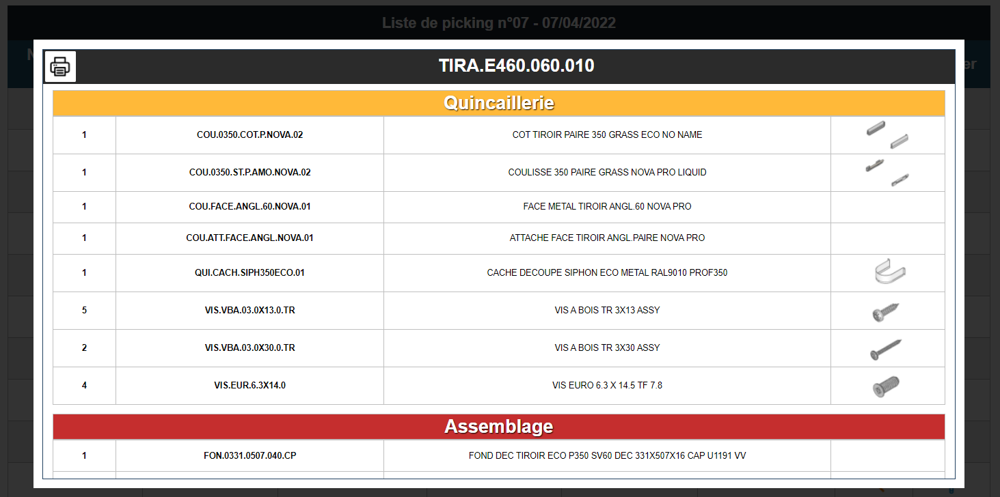 Liste de picking n°07 - 07/04/2022
er
TIRA.E460.060.010
Quincaillerie
1 COU.0350.COT.P.NOVA.02 COT TIROIR PAIRE 350 GRASS ECO NO NAME
1 COU.0350.ST.P.AMO.NOVA.02 COULISSE 350 PAIRE GRASS NOVA PRO LIQUID
1 COU.FACE.ANGL.60.NOVA.01 FACE METAL TIROIR ANGL.60 NOVA PRO
1 COU.ATT.FACE.ANGL.NOVA.01 ATTACHE FACE TIROIR ANGL.PAIRE NOVA PRO
1 QUI.CACH.SIPH350ECO.01 CACHE DECOUPE SIPHON ECO METAL RAL9010 PROF350
5 VIS.VBA.03.0X13.0.TR VIS A BOIS TR 3X13 ASSY
2 VIS.VBA.03.0X30.0.TR VIS A BOIS TR 3X30 ASSY
4 VIS.EUR.6.3X14.0 VIS EURO 6.3 X 14.5 TF 7.8
Assemblage
1 FON.0331.0507.040.CP FOND DEC TIROIR ECO P350 SV60 DEC 331X507X16 CAP U1191 VV